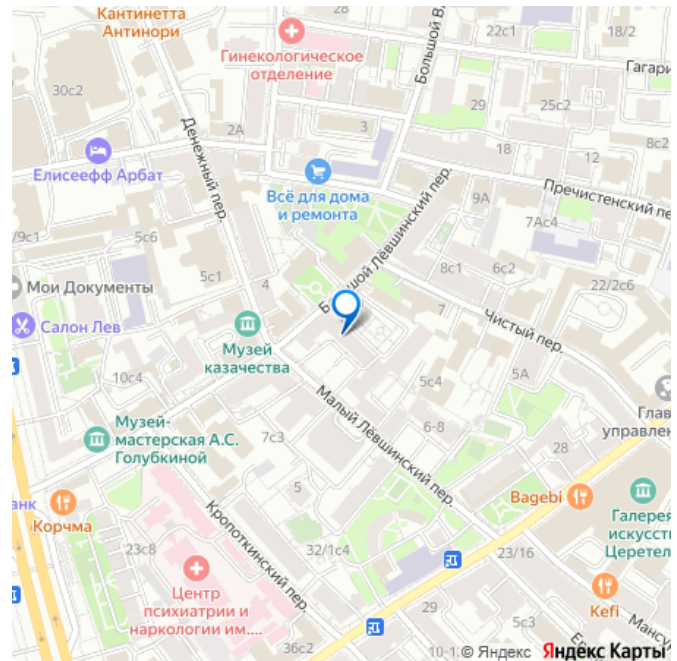 Кантинетта
Антинори
22с1
18/2
Гинекологическое
отделение
Большой В
Гагари
30с2
Денежный пер.
2А
3
29
25с2
8с2
18
12
Елисеефф Арбат
Всё для дома
и ремонта
Пречистенский пе
9А
7Ас4
/9с1
5с6
Большой Лёвшинский пер.
8с1
6с2
5с1
4
22/2с6
Мои Документы
7
Чистый пер.
Салон Лев
Музей
казачества
10с4
5с4
5А
Малый Лёвшинский пер.
Глав
управлен
Музей-
мастерская А.С.
Голубкиной
7с3
6-8
28
5
Bagebi
анк
Корчма
Кропоткинский пер.
Галерея
искусст
Церетел
23с8
32/1с4
23/16
Центр
психиатрии и
наркологии им....
Kefi
29
Мансу
36с2
10-1
© Яндекс Яндекс Карты